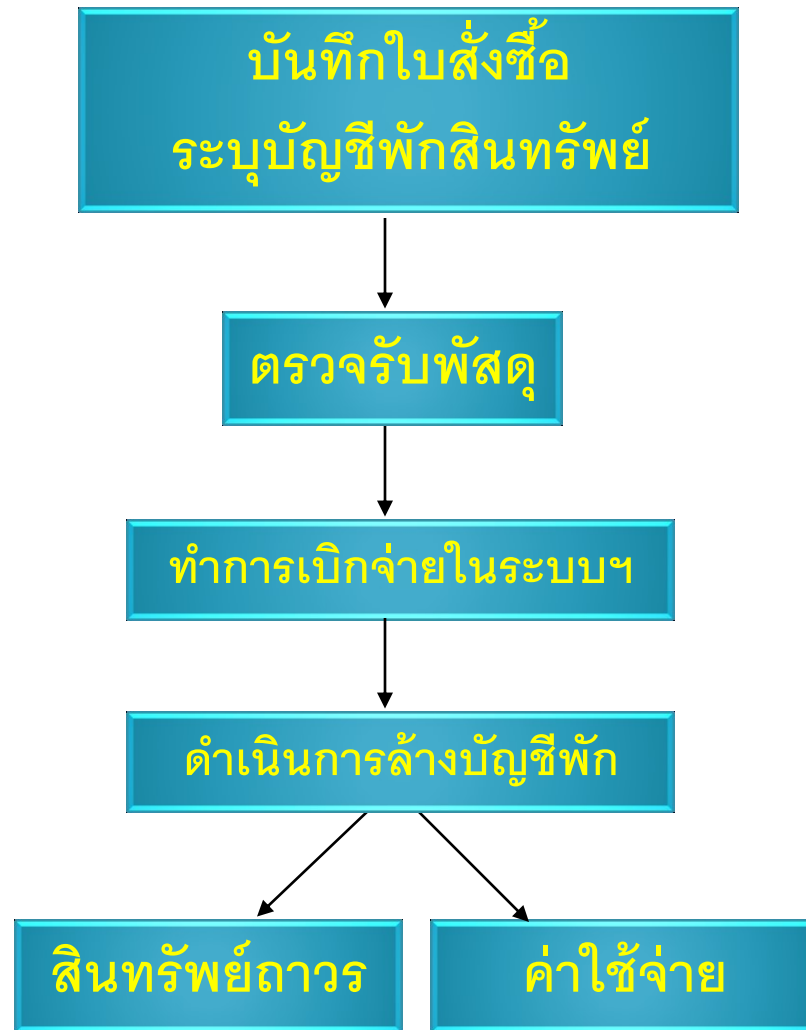 บันทึกใบสั่งซื้อ
ระบุบัญชีพักสินทรัพย์
ตรวจรับพัสดุ
ทำการเบิกจ่ายในระบบฯ
ดำเนินการล้างบัญชีพัก
สินทรัพย์ถาวร
ค่าใช้จ่าย